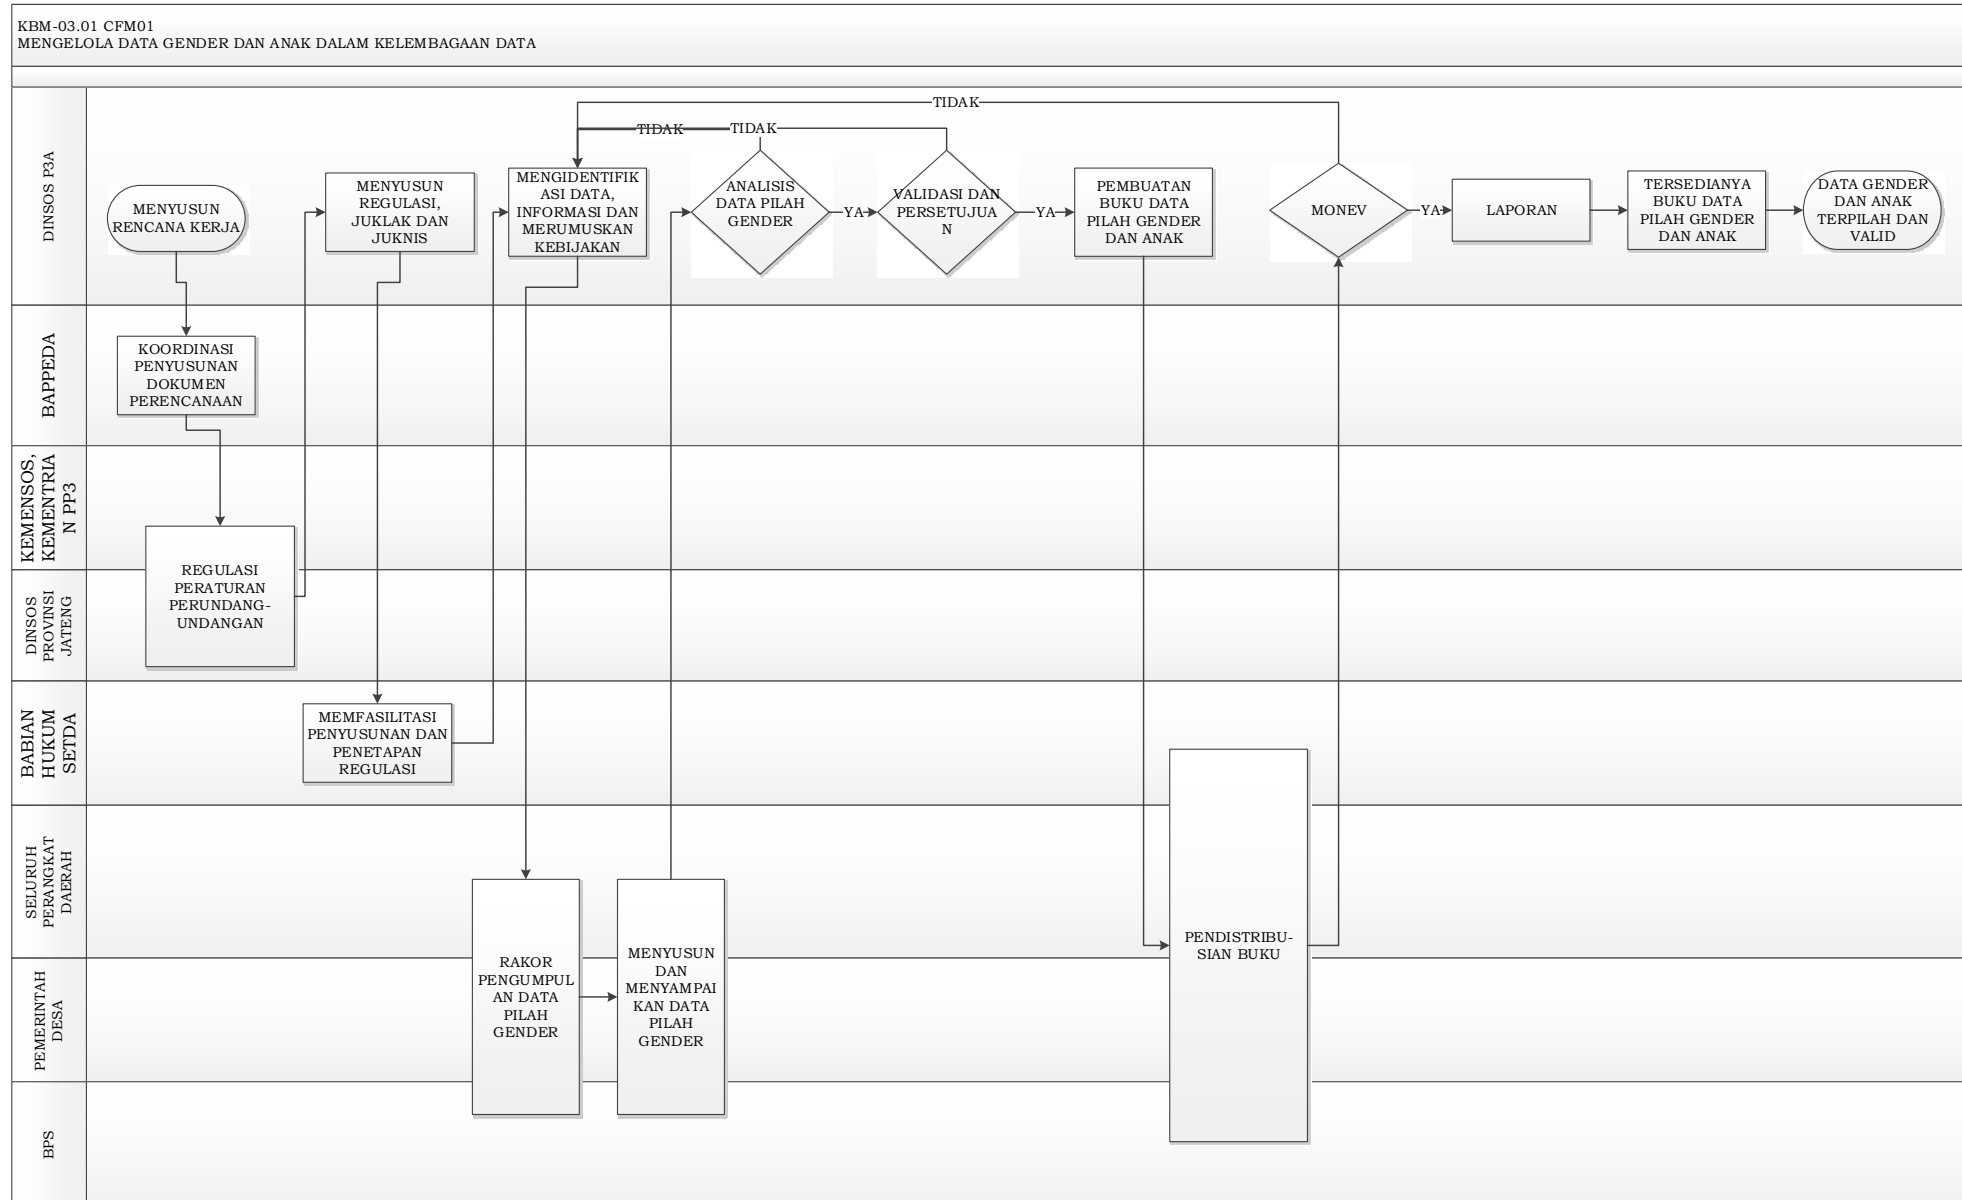 KBM-03.01 CFM01
MENGELOLA DATA GENDER DAN ANAK DALAM KELEMBAGAAN DATA
DINSOS P3A
MENYUSUN
RENCANA KERJA
MENYUSUN
REGULASI,
JUKLAK DAN
JUKNIS
MENGIDENTIFIK
ASI DATA,
INFORMASI DAN
MERUMUSKAN
KEBIJAKAN
TIDAK
TIDAK
TIDAK
ANALISIS
DATA PILAH
GENDER
YA
VALIDASI DAN
PERSETUJUA
N
YA
PEMBUATAN
BUKU DATA
PILAH GENDER
DAN ANAK
MONEV
YA
LAPORAN
TERSEDIANYA
BUKU DATA
PILAH GENDER
DAN ANAK
DATA GENDER
DAN ANAK
TERPILAH DAN
VALID
BAPPEDA
KOORDINASI
PENYUSUNAN
DOKUMEN
PERENCANAAN
KEMENSOS,
KEMENTRIA
N PP3
REGULASI
PERATURAN
PERUNDANG-
UNDANGAN
DINSOS
PROVINSI
JATENG
BABIAN
HUKUM
SETDA
MEMFASILITASI
PENYUSUNAN DAN
PENETAPAN
REGULASI
SELURUH
PERANGKAT
DAERAH
RAKOR
PENGUMPUL
AN DATA
PILAH
GENDER
MENYUSUN
DAN
MENYAMPAI
KAN DATA
PILAH
GENDER
PENDISTRIBU-
SIAN BUKU
PEMERINTAH
DESA
BPS